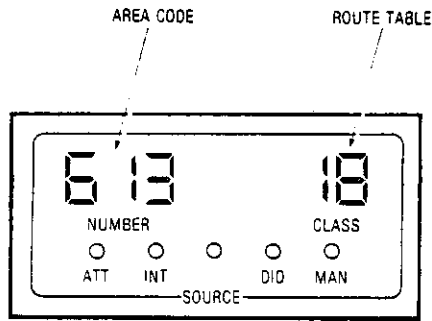 AREA CODE ROUTE TABLE
613 18
NUMBER CLASS
ATT INT DID MAN
SOURCE